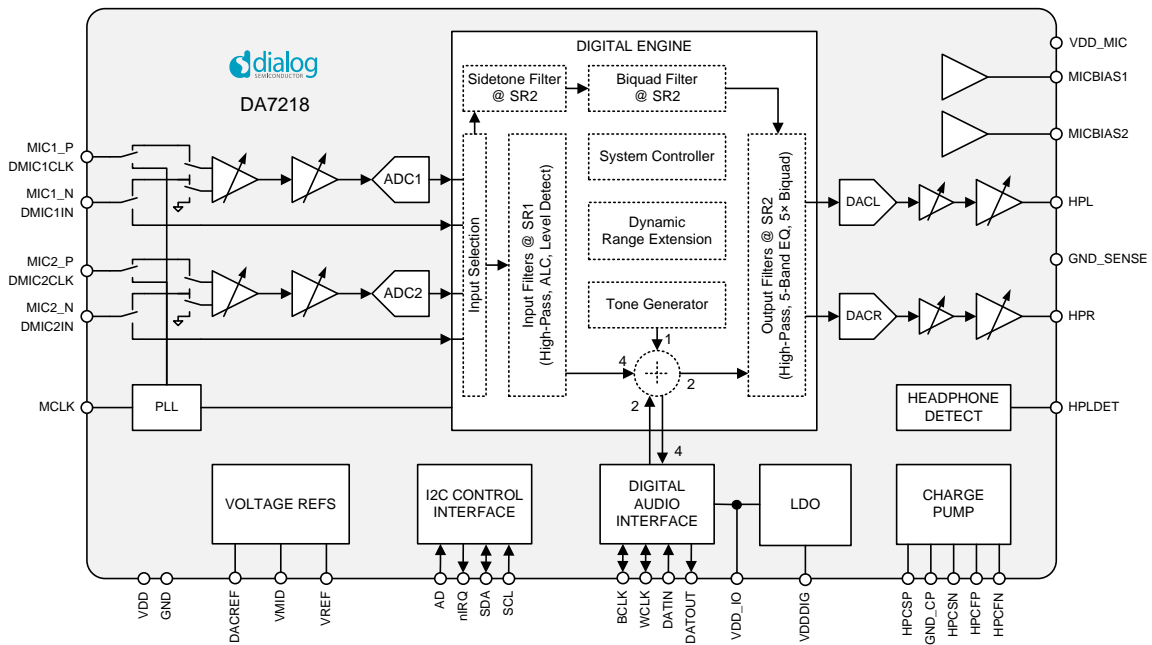 dialog
SEMICONDUCTOR
DA7218
DIGITAL ENGINE
Sidetone Filter
@ SR2
Biquad Filter
@ SR2
System Controller
Dynamic
Range Extension
Tone Generator
Input Selection
Input Filters @ SR1
(High-Pass, ALC, Level Detect)
Output Filters @ SR2
(High-Pass, 5-Band EQ, 5× Biquad)
1
4
2
2
4
MIC1_P
DMIC1CLK
MIC1_N
DMIC1IN
MIC2_P
DMIC2CLK
MIC2_N
DMIC2IN
MCLK
ADC1
ADC2
PLL
DACL
DACR
VDD_MIC
MICBIAS1
MICBIAS2
HPL
GND_SENSE
HPR
HPLDET
HEADPHONE
DETECT
VOLTAGE REFS
I2C CONTROL
INTERFACE
DIGITAL
AUDIO
INTERFACE
LDO
CHARGE
PUMP
VDD
GND
DACREF
VMID
VREF
AD
nIRQ
SDA
SCL
BCLK
WCLK
DATIN
DATOUT
VDD_IO
VDDDIG
HPCSP
GND_CP
HPCSN
HPCFP
HPCFN